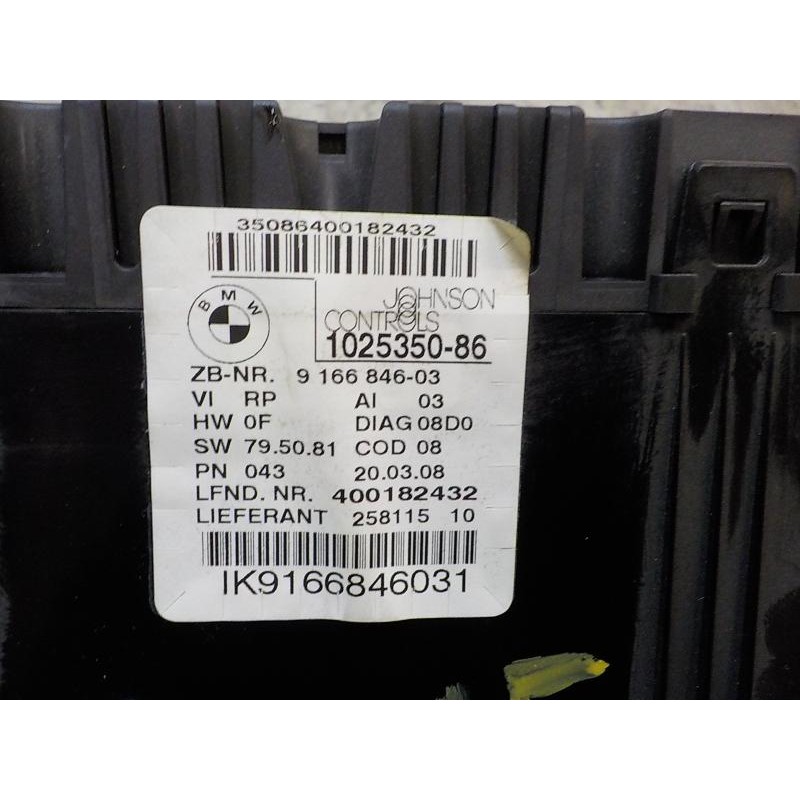 35086400182432
BMW
JOHNSON
CONTROLS
1025350-86
ZB-NR. 9 166 846-03
VI RP AI 03
HW 0F DIAG 08D0
SW 79.50.81 COD 08
PN 043 20.03.08
LFND. NR. 400182432
LIEFERANT 258115 10
IK9166846031